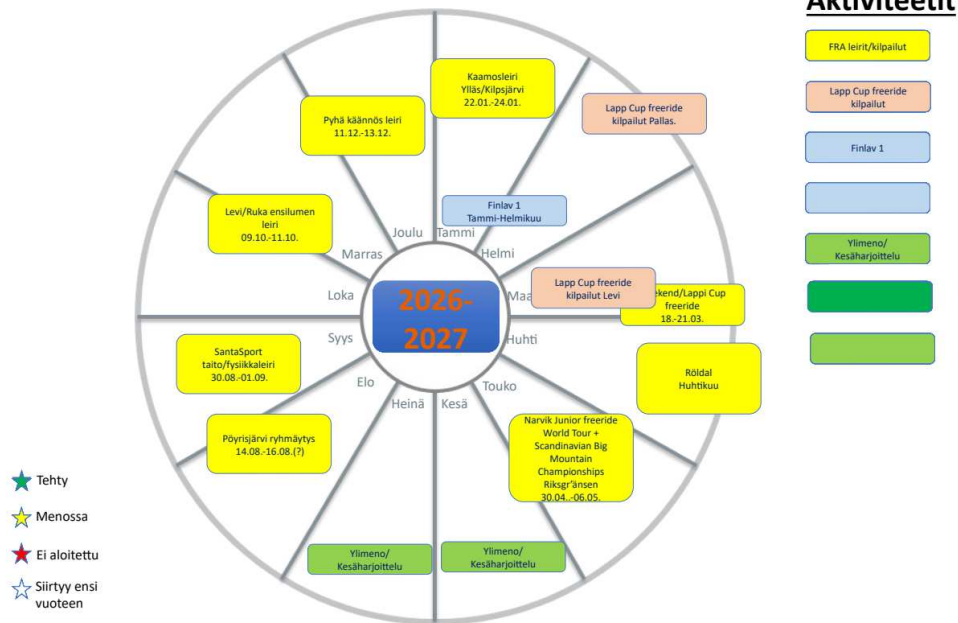 Aktiviteetit
FRA leirit/kilpailut
Lapp Cup freeride
kilpailut
Finlav 1
Ylimeno/
Kesäharjoittelu
Kaamosleiri
Ylläs/Kilpsjärvi
22.01.-24.01.
Lapp Cup freeride
kilpailut Pallas.
Pyhä käännös leiri
11.12.-13.12.
Finlav 1
Tammi-Helmikuu
Levi/Ruka ensilumen
leiri
09.10.-11.10.
Joulu
Tammi
Marras
Helmi
Loka
Maa
Syys
Huhti
Elo
Touko
Heinä
Kesä
2026-
2027
Lapp Cup freeride
kilpailut Levi
ekend/Lappi Cup
freeride
18.-21.03.
SantaSport
taito/fysiikkaleiri
30.08.-01.09.
Röldal
Huhtikuu
Pöyrisjärvi ryhmäytys
14.08.-16.08.(?)
Narvik Junior freeride
World Tour +
Scandinavian Big
Mountain
Championships
Riksgr'änsen
30.04..-06.05.
Ylimeno/
Kesäharjoittelu
Ylimeno/
Kesäharjoittelu
Tehty
Menossa
Ei aloitettu
Siirtyy ensi
vuoteen